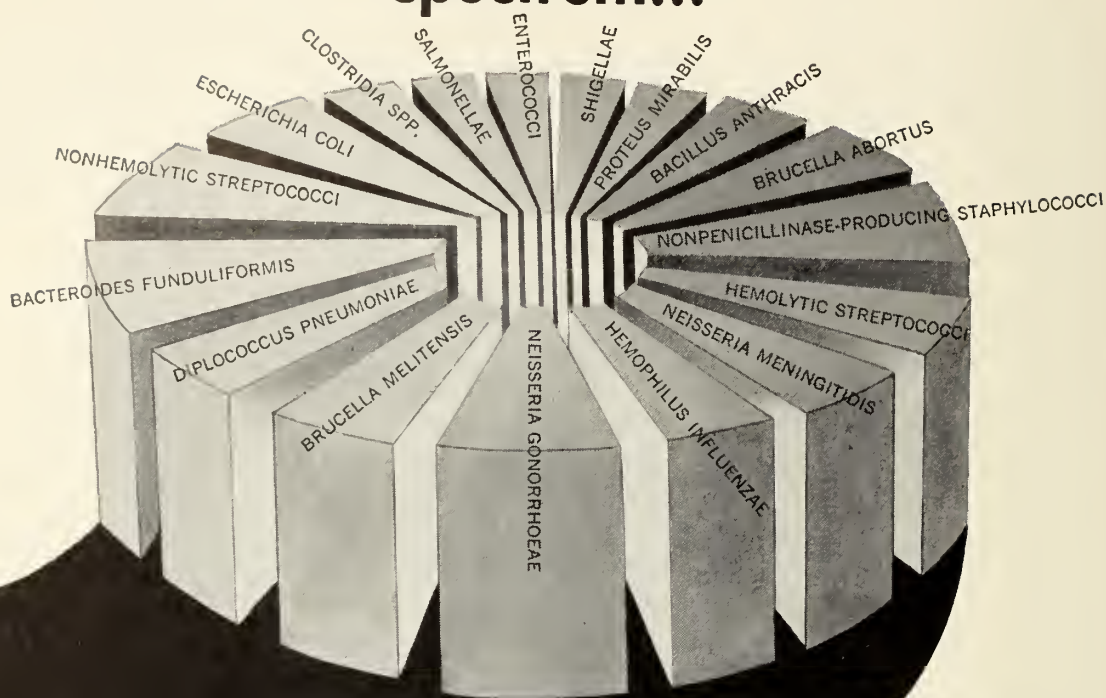 spectrum...
NONHEMOLYTIC STREPTOCOCCI
ESCHERICHIA COLI
CLOSTRIDIA SPP.
SALMONELLAE
ENTEROCOCCI
SHIGELLAE
PROTEUS MIRABILIS
BACILLUS ANTHRACIS
BRUCELLA ABORTUS
NONPENICILLINASE-PRODUCING STAPHYLOCOCCI
HEMOLYTIC STREPTOCOCCI
NEISSERIA MENINGITIDIS
HEMOPHILUS INFLUENZAE
NEISSERIA GONORRHOEAE
BRUCELLA MELITENSIS
DIPLOCOCCUS PNEUMONIAE
BACTEROIDES FUNDULIFORMIS